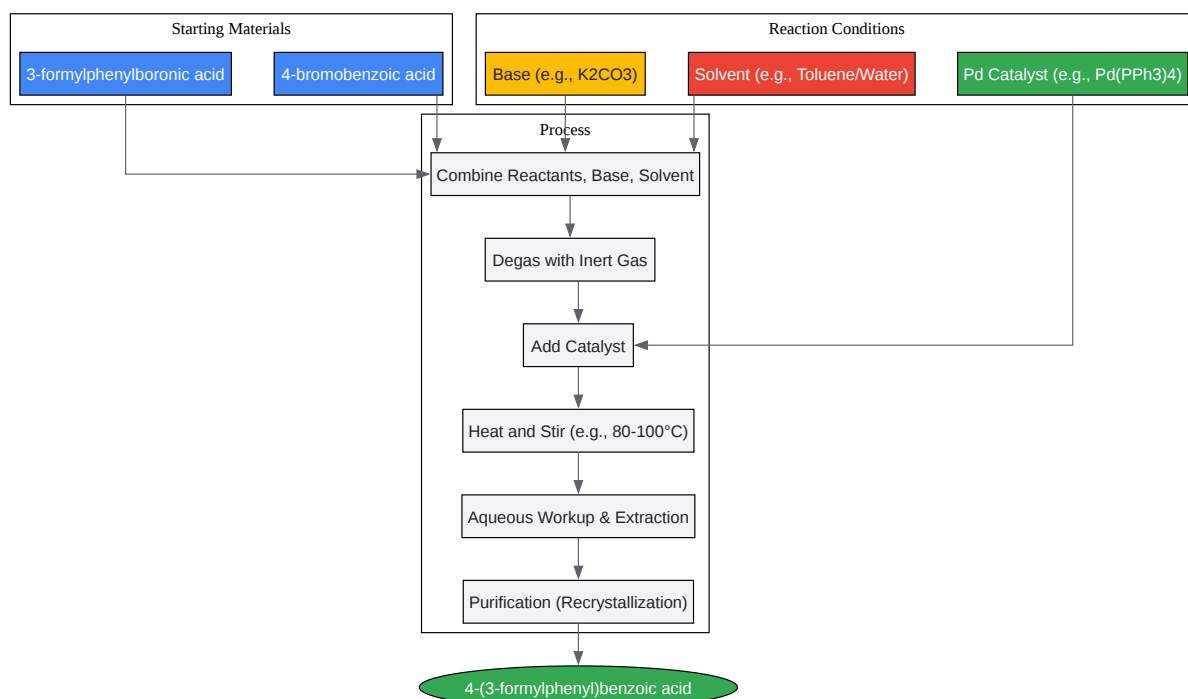 Starting Materials
Reaction Conditions
3-formylphenylboronic acid
4-bromobenzoic acid
Base (e.g., K2CO3)
Solvent (e.g., Toluene/Water)
Pd Catalyst (e.g., Pd(PPh3)4)
Process
Combine Reactants, Base, Solvent
Degas with Inert Gas
Add Catalyst
Heat and Stir (e.g., 80-100°C)
Aqueous Workup & Extraction
Purification (Recrystallization)
4-(3-formylphenyl)benzoic acid